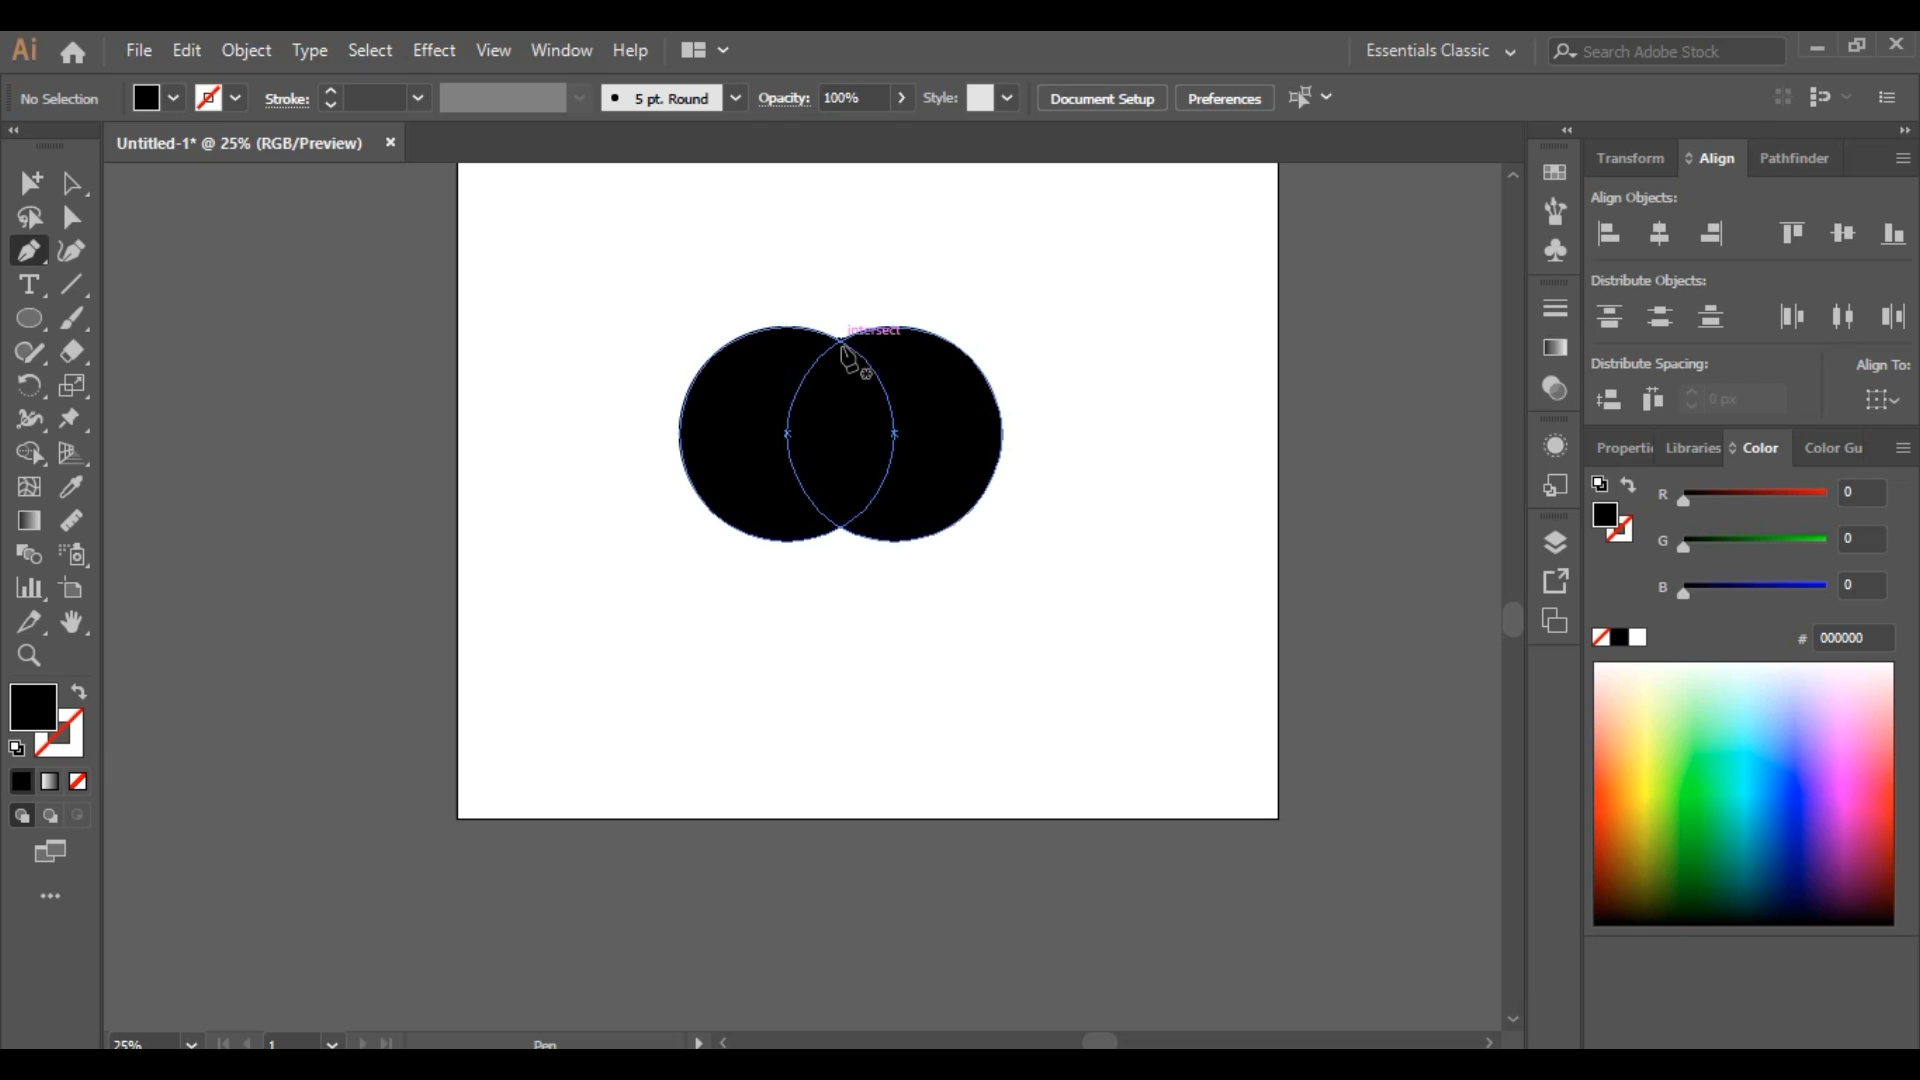 Ai File Edit Object Type Select Effect View Window Help Essentials Classic Search Adobe Stock
No Selection Stroke: 5 pt. Round Opacity: 100% Style: Document Setup Preferences
Untitled-1* @ 25% (RGB/Preview)
Transform Align Pathfinder
Align Objects:
Distribute Objects:
intersect
Distribute Spacing: Align To:
0 px
Properti Libraries Color Color Gu
R 0
G 0
B 0
# 000000
25% 1 Pen